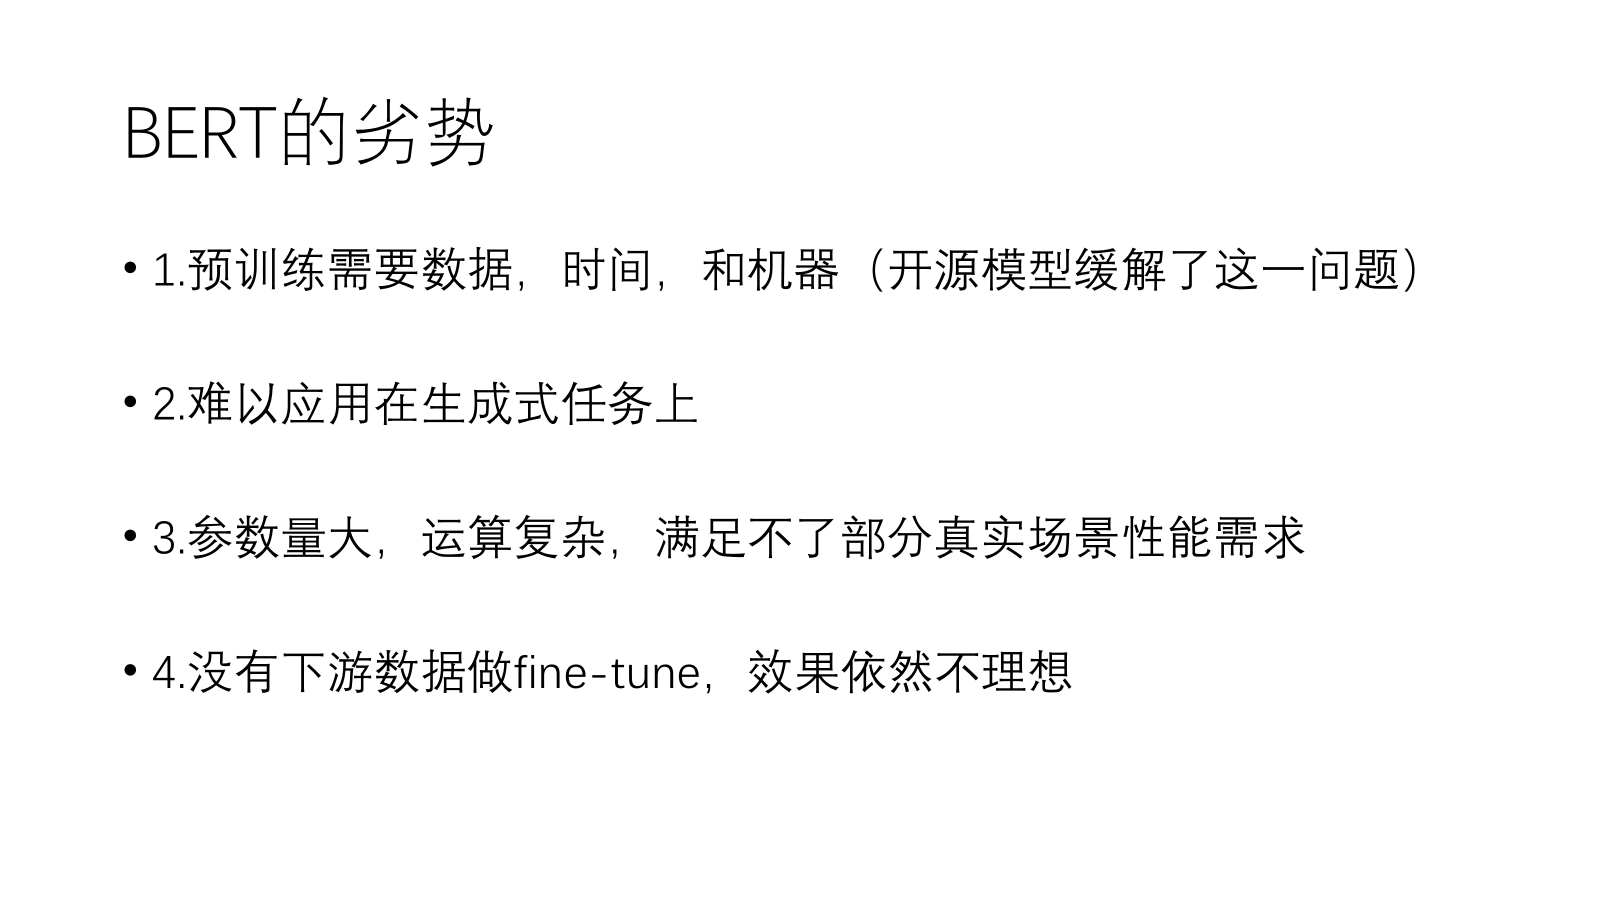 BERT的劣势
• 1.预训练需要数据，时间，和机器（开源模型缓解了这一问题）
• 2.难以应用在生成式任务上
• 3.参数量大，运算复杂，满足不了部分真实场景性能需求
• 4.没有下游数据做fine-tune，效果依然不理想